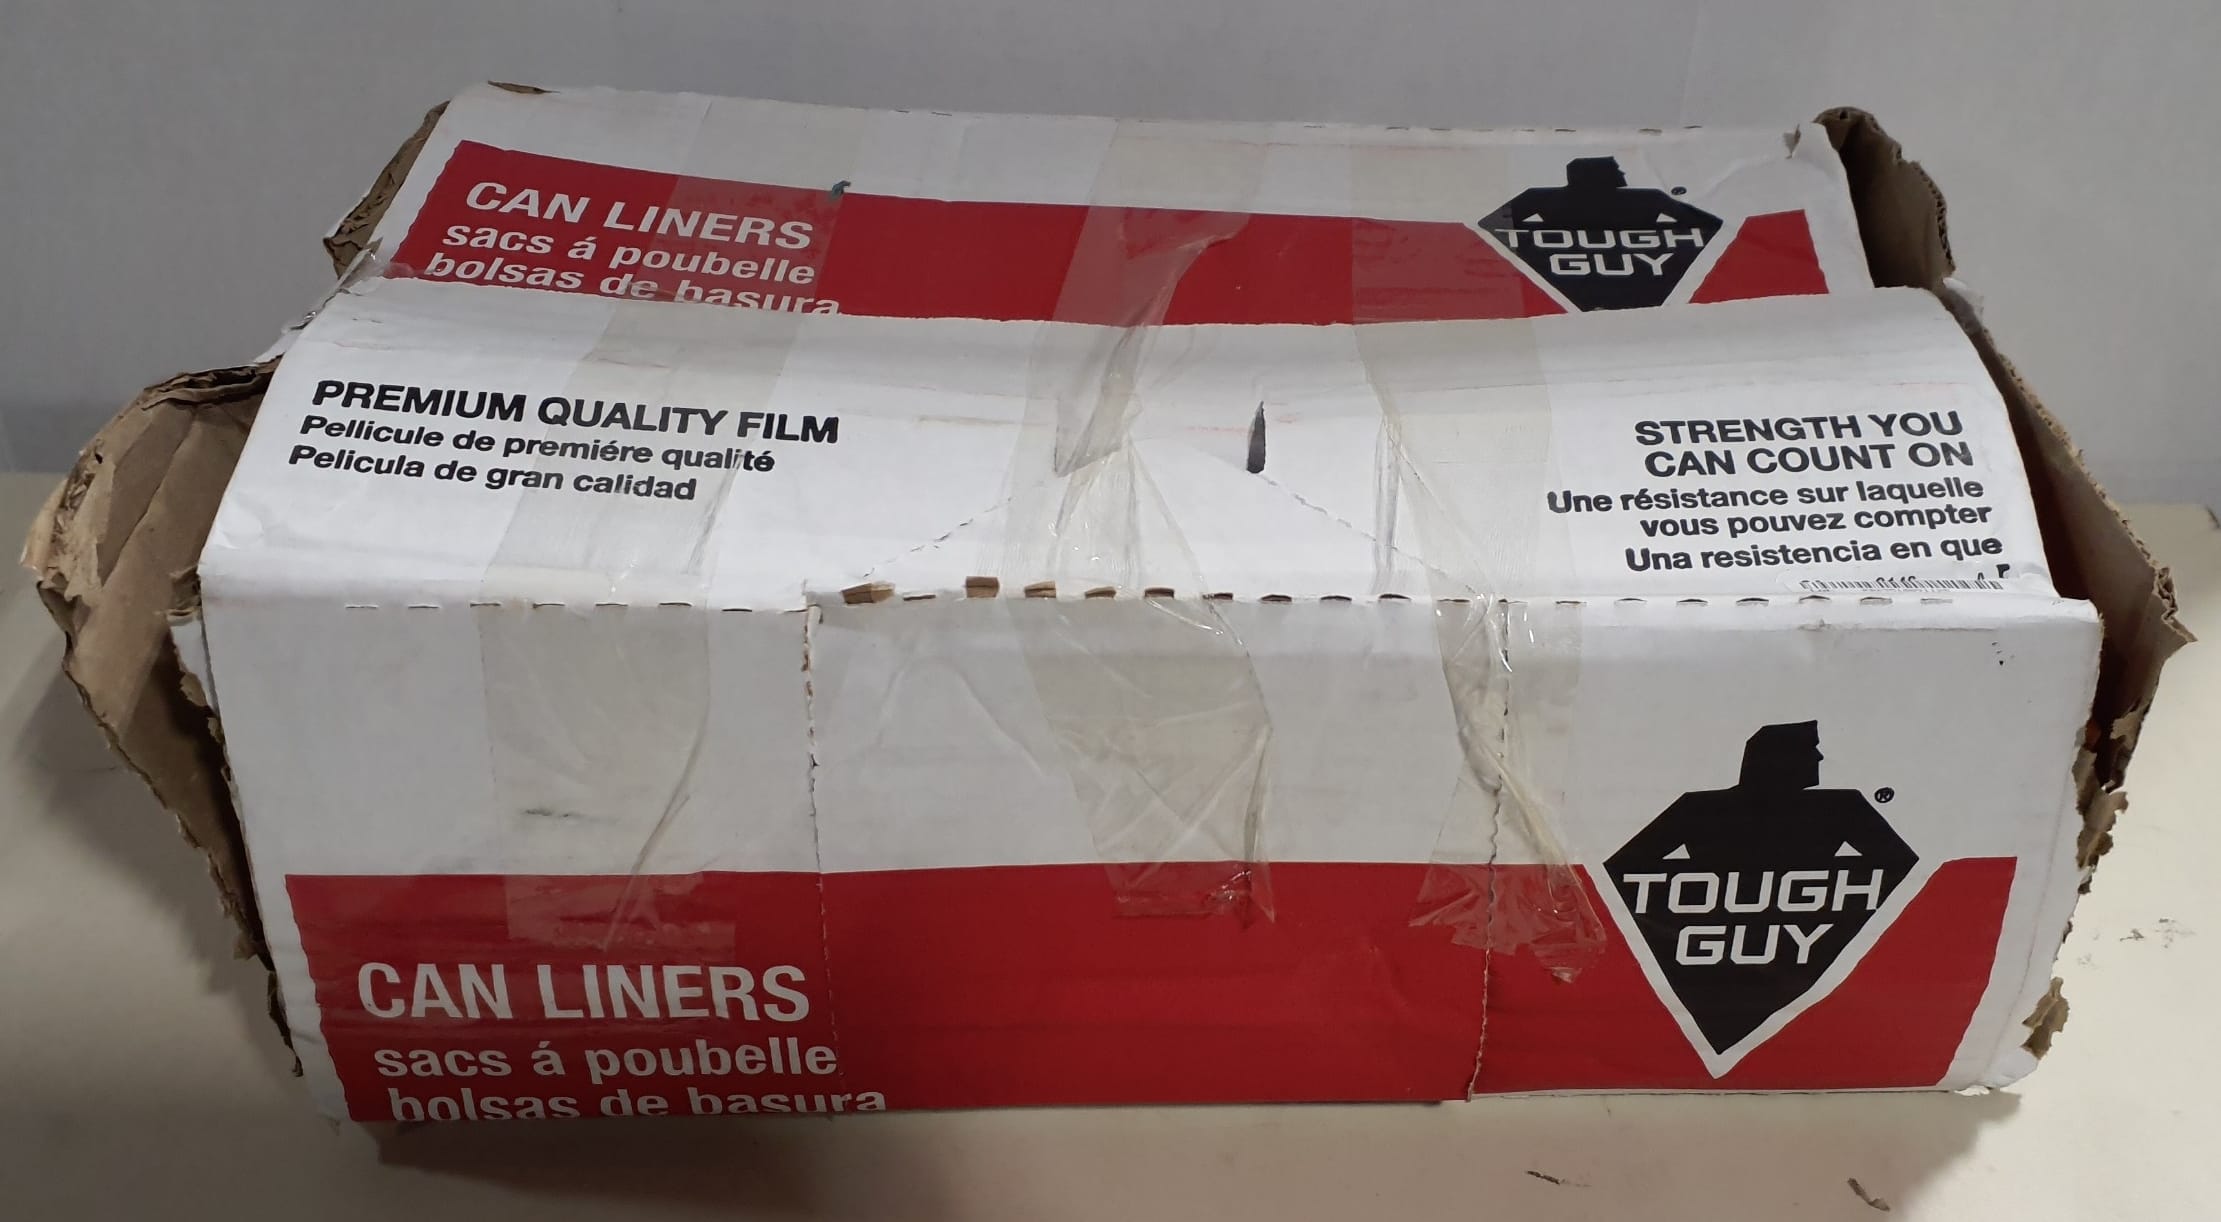 CAN LINERS
sacs á poubelle
bolsas de basura
TOUGH
GUY
PREMIUM QUALITY FILM
Pellicule de premiére qualité
Pelicula de gran calidad
STRENGTH YOU
CAN COUNT ON
Une résistance sur laquelle
vous pouvez compter
Una resistencia en que
®
TOUGH
GUY
CAN LINERS
sacs á poubelle
bolsas de basura